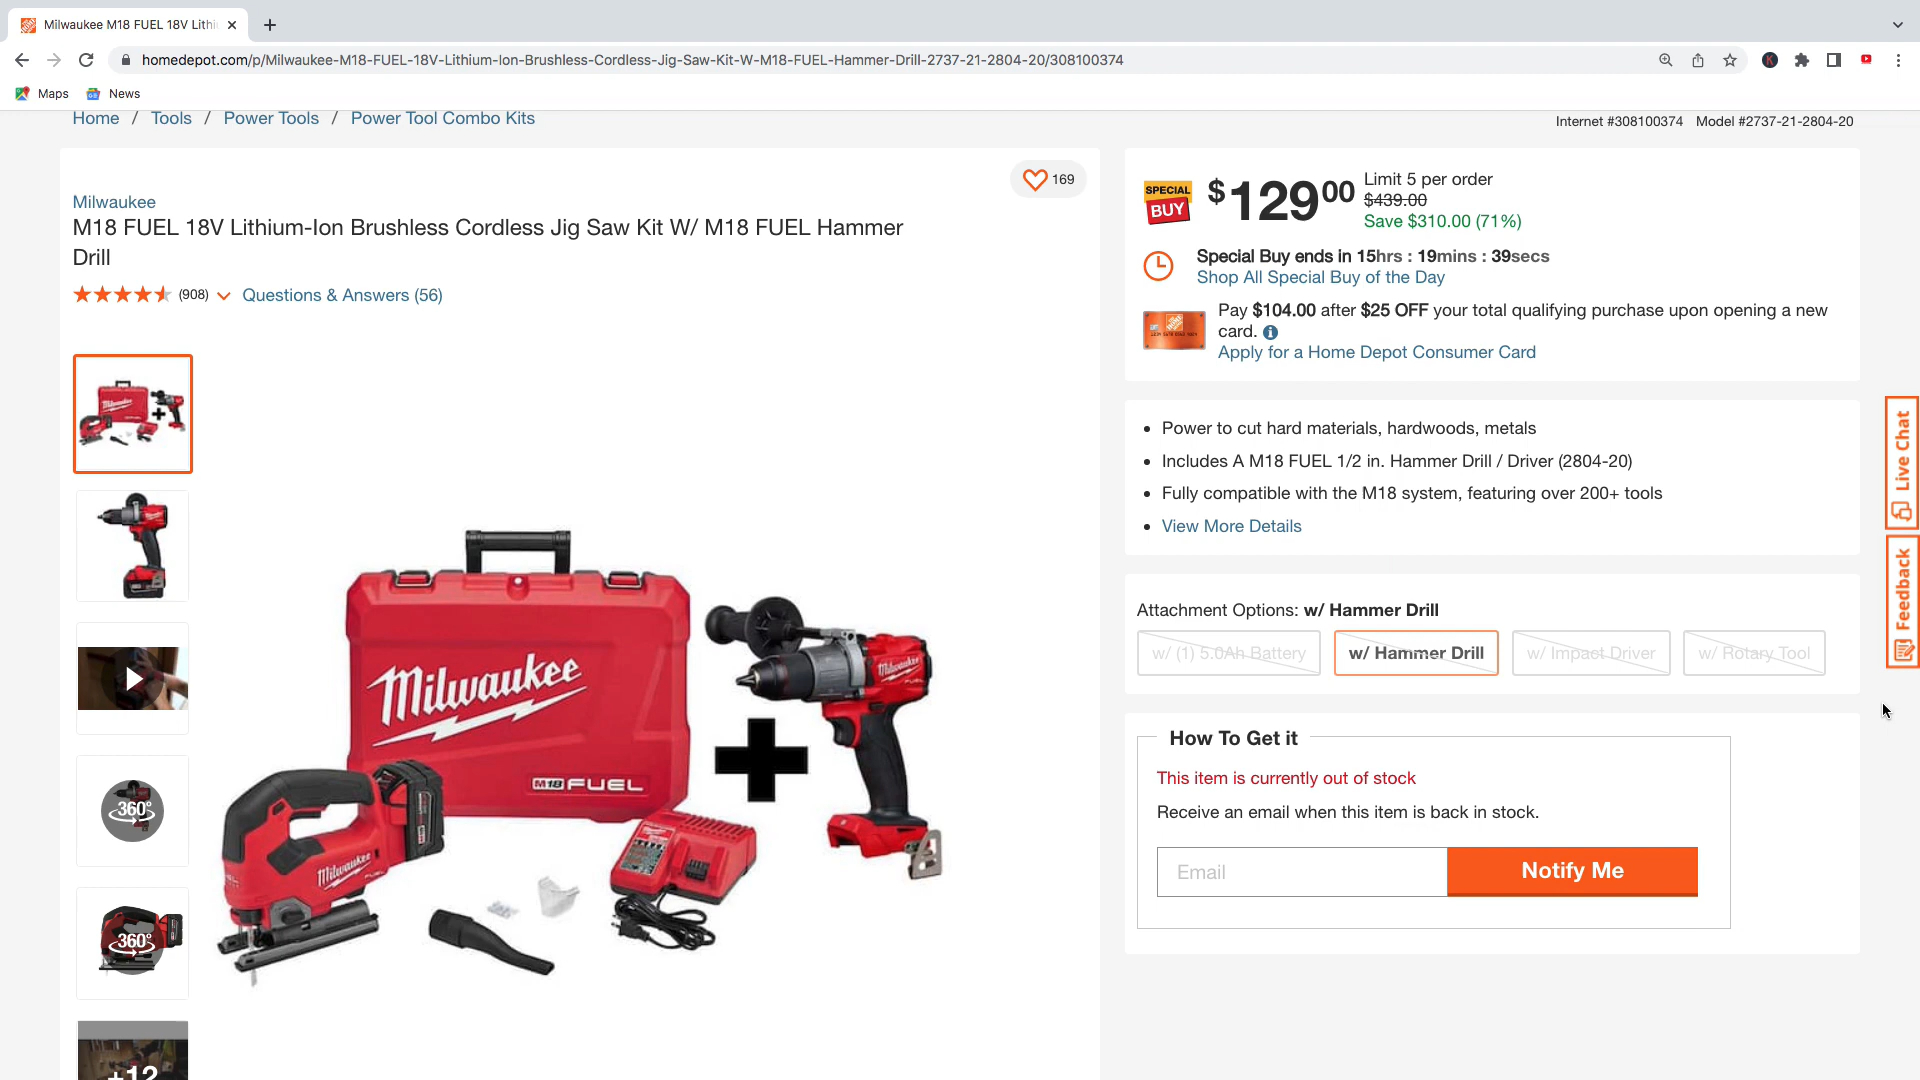 Milwaukee M18 FUEL 18V Lithi
homedepot.com/p/Milwaukee-M18-FUEL-18V-Lithium-Ion-Brushless-Cordless-Jig-Saw-Kit-W-M18-FUEL-Hammer-Drill-2737-21-2804-20/308100374
K
Maps
News
Home / Tools / Power Tools / Power Tool Combo Kits
Internet #308100374 Model #2737-21-2804-20
169
Milwaukee
M18 FUEL 18V Lithium-Ion Brushless Cordless Jig Saw Kit W/ M18 FUEL Hammer
Drill
(908)
Questions & Answers (56)
360°
360°
+12
Milwaukee
M18 FUEL
Milwaukee
FUEL
Milwaukee
SPECIAL
BUY
$129.00
Limit 5 per order
$439.00
Save $310.00 (71%)
Special Buy ends in 15hrs : 19mins : 39secs
Shop All Special Buy of the Day
Pay $104.00 after $25 OFF your total qualifying purchase upon opening a new
card.
Apply for a Home Depot Consumer Card
Power to cut hard materials, hardwoods, metals
Includes A M18 FUEL 1/2 in. Hammer Drill / Driver (2804-20)
Fully compatible with the M18 system, featuring over 200+ tools
View More Details
Attachment Options: w/ Hammer Drill
w/ (1) 5.0Ah Battery
w/ Hammer Drill
w/ Impact Driver
w/ Rotary Tool
How To Get it
This item is currently out of stock
Receive an email when this item is back in stock.
Email
Notify Me
Live Chat
Feedback